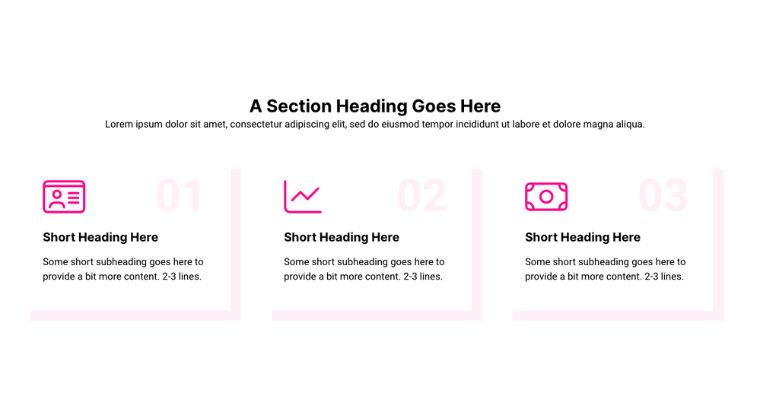 A Section Heading Goes Here
Lorem ipsum dolor sit amet, consectetur adipiscing elit, sed do eiusmod tempor incididunt ut labore et dolore magna aliqua.
01
Short Heading Here
Some short subheading goes here to
provide a bit more content. 2-3 lines.
02
Short Heading Here
Some short subheading goes here to
provide a bit more content. 2-3 lines.
03
Short Heading Here
Some short subheading goes here to
provide a bit more content. 2-3 lines.